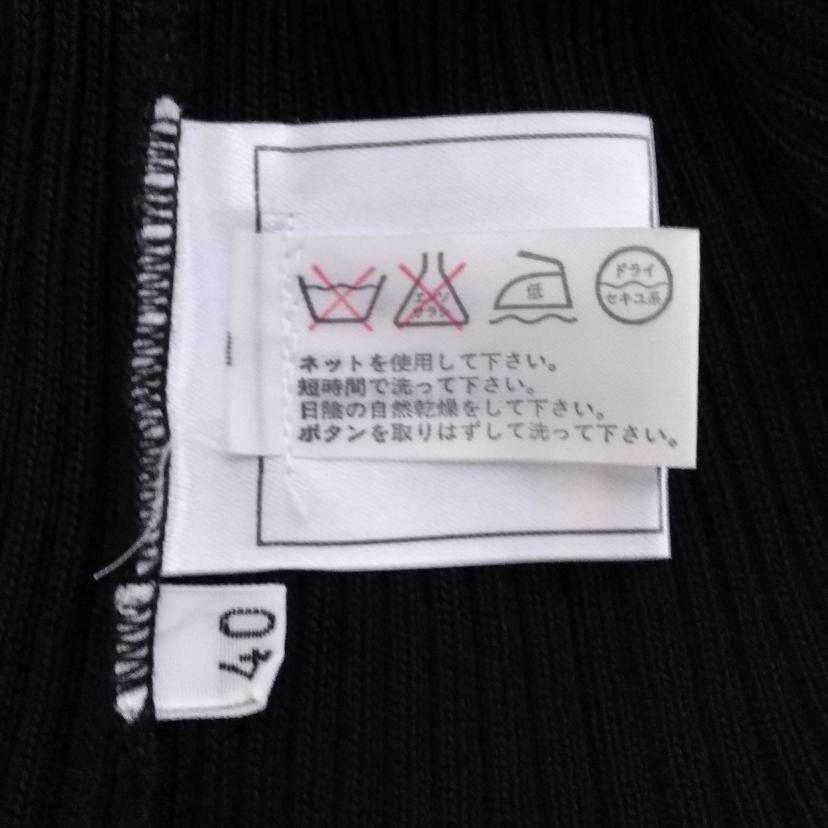 エンソ
サラシ
低
ドライ
セキユ系
ネットを使用して下さい。
短時間で洗って下さい。
日陰の自然乾燥をして下さい。
ボタンを取りはずして洗って下さい。
40